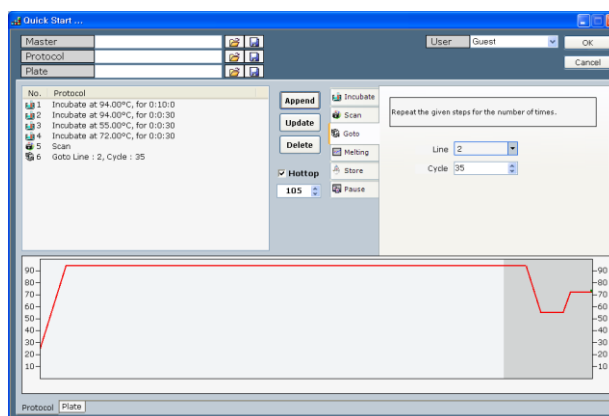 Quick Start ...
Master
User Guest OK
Protocol
Cancel
Plate
No. Protocol
1 Incubate at 94.00ºC, for 0:10:0
2 Incubate at 94.00ºC, for 0:0:30
3 Incubate at 55.00ºC, for 0:0:30
4 Incubate at 72.00ºC, for 0:0:30
5 Scan
6 Goto Line : 2, Cycle : 35
Append
Update
Delete
Hottop
105
Incubate
Scan
Goto
Melting
Store
Pause
Repeat the given steps for the number of times.
Line 2
Cycle 35
90 90
80 80
70 70
60 60
50 50
40 40
30 30
20 20
10 10
Protocol Plate